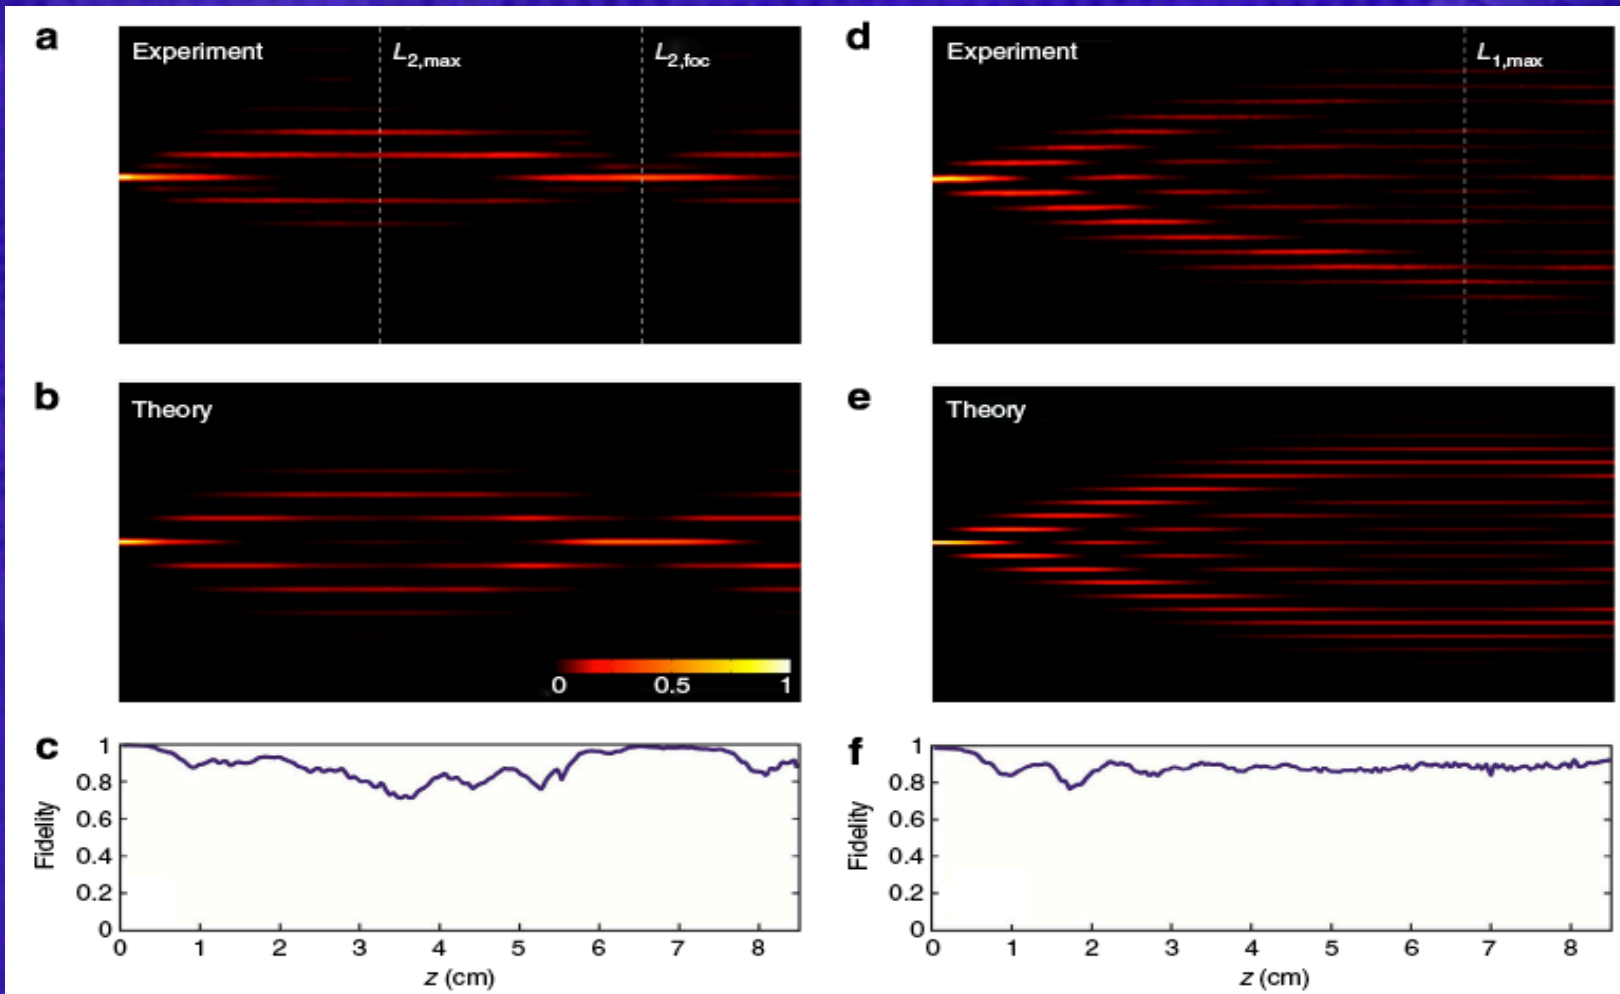 a
Experiment
L2,max
L2,foc
b
Theory
0 0.5 1
c
1
0.8
0.6
0.4
0.2
0
Fidelity
0 1 2 3 4 5 6 7 8
z (cm)
d
Experiment
L1,max
e
Theory
f
1
0.8
0.6
0.4
0.2
0
Fidelity
0 1 2 3 4 5 6 7 8
z (cm)